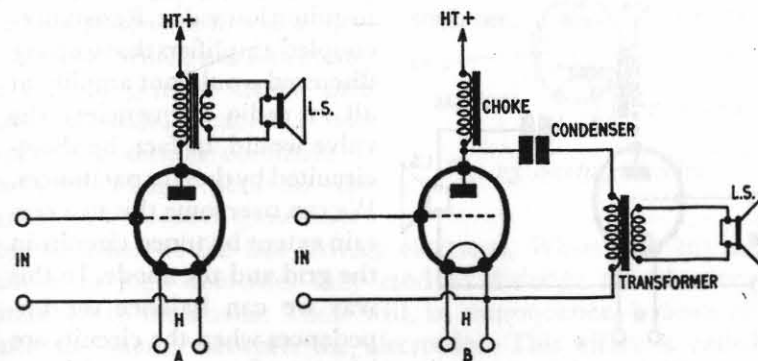 HT+
L.S.
IN
H
A
HT+
CHOKE
CONDENSER
L.S.
TRANSFORMER
IN
H
B